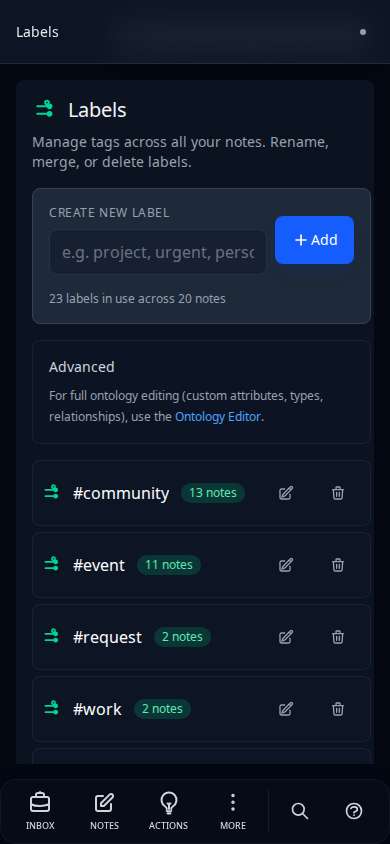 Labels
Labels
Manage tags across all your notes. Rename,
merge, or delete labels.
CREATE NEW LABEL
e.g. project, urgent, persc
Add
23 labels in use across 20 notes
Advanced
For full ontology editing (custom attributes, types,
relationships), use the Ontology Editor.
#community 13 notes
#event 11 notes
#request 2 notes
#work 2 notes
INBOX NOTES ACTIONS MORE